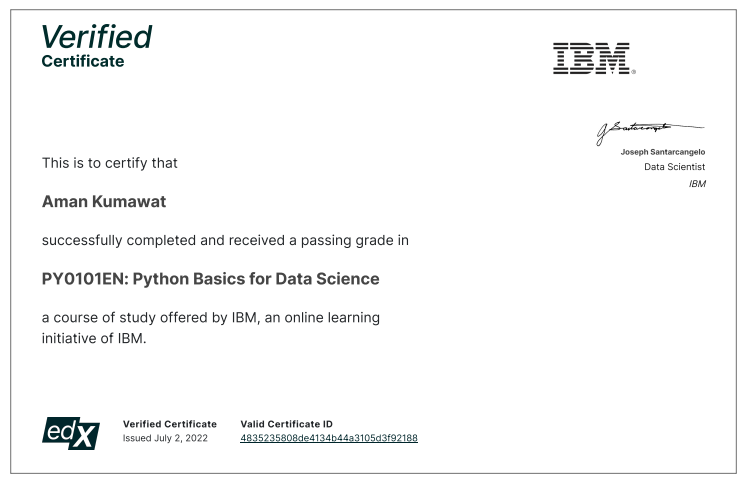 Verified
Certificate
IBM®
Joseph Santarcangelo
Data Scientist
IBM
This is to certify that
Aman Kumawat
successfully completed and received a passing grade in
PY0101EN: Python Basics for Data Science
a course of study offered by IBM, an online learning
initiative of IBM.
edX
Verified Certificate
Issued July 2, 2022
Valid Certificate ID
4835235808de4134b44a3105d3f92188